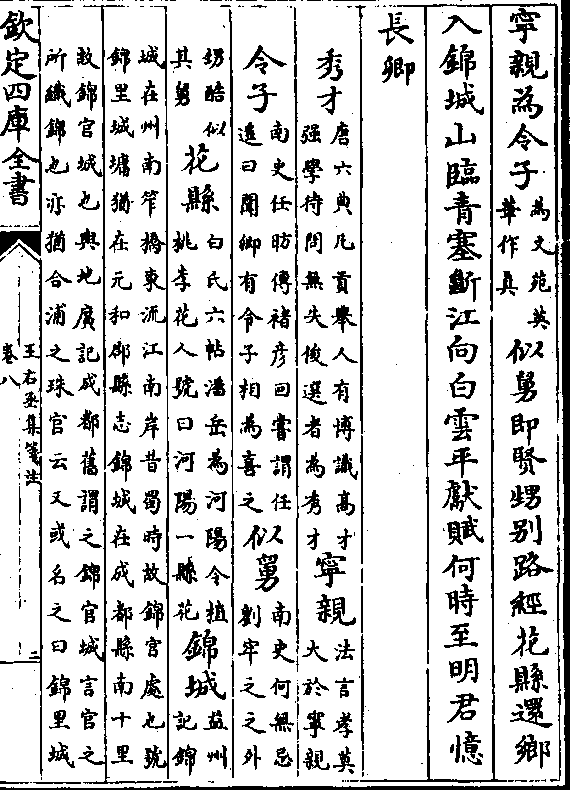 寧親為令子為文苑英華作真似舅即賢甥别路經花縣還鄉
入錦城山臨青塞斷江向白雲平獻賦何時至明君憶
長卿
秀才唐六典凡貢舉人有博識高才强學待問無失俊選者為秀才寧親法言孝莫大於寧親
令子南史任昉傳褚彦回嘗謂任遥曰聞卿有令子相為喜之似舅南史何無忌劉牢之之外
甥酷似其舅花縣白氏六帖潘岳為河陽令植桃李花人號曰河陽一縣花錦城益州記錦
城在州南笮橋東流江南岸昔蜀時故錦宫處也號
錦里城墉猶在元和郡縣志錦城在成都縣南十里
故錦官城也輿地廣記成都舊謂之錦官城言官之
所織錦也亦猶合浦之珠官云又或名之曰錦里城
欽定四庫全書
王右丞集箋注
卷八
二